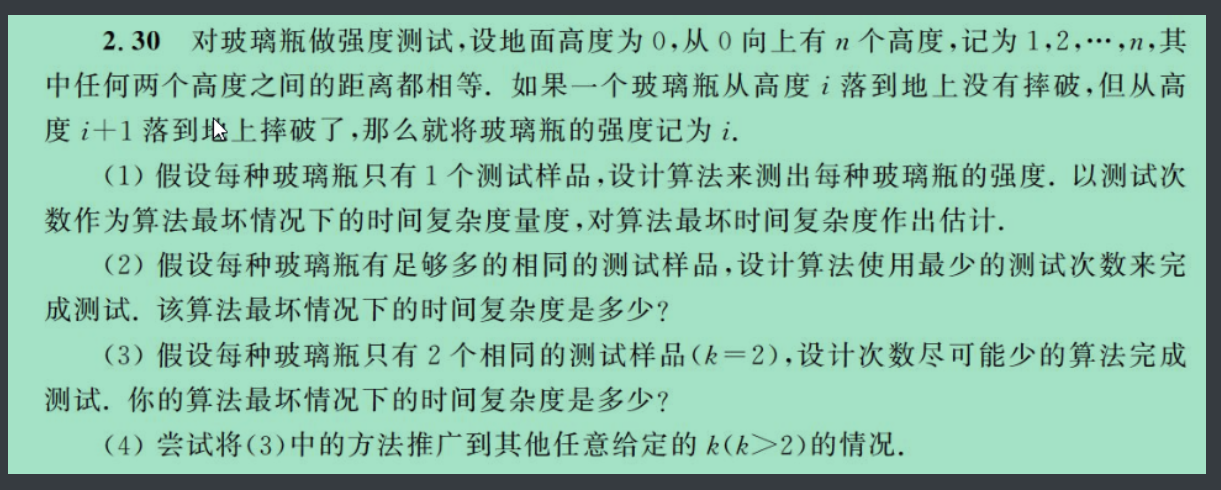 2.30 对玻璃瓶做强度测试,设地面高度为 0,从 0 向上有 n 个高度,记为 1,2,…,n,其
中任何两个高度之间的距离都相等. 如果一个玻璃瓶从高度 i 落到地上没有摔破,但从高
度 i+1 落到地上摔破了,那么就将玻璃瓶的强度记为 i.
(1) 假设每种玻璃瓶只有 1 个测试样品,设计算法来测出每种玻璃瓶的强度. 以测试次
数作为算法最坏情况下的时间复杂度量度,对算法最坏时间复杂度作出估计.
(2) 假设每种玻璃瓶有足够多的相同的测试样品,设计算法使用最少的测试次数来完
成测试. 该算法最坏情况下的时间复杂度是多少?
(3) 假设每种玻璃瓶只有 2 个相同的测试样品(k=2),设计次数尽可能少的算法完成
测试. 你的算法最坏情况下的时间复杂度是多少?
(4) 尝试将(3)中的方法推广到其他任意给定的 k(k>2)的情况.